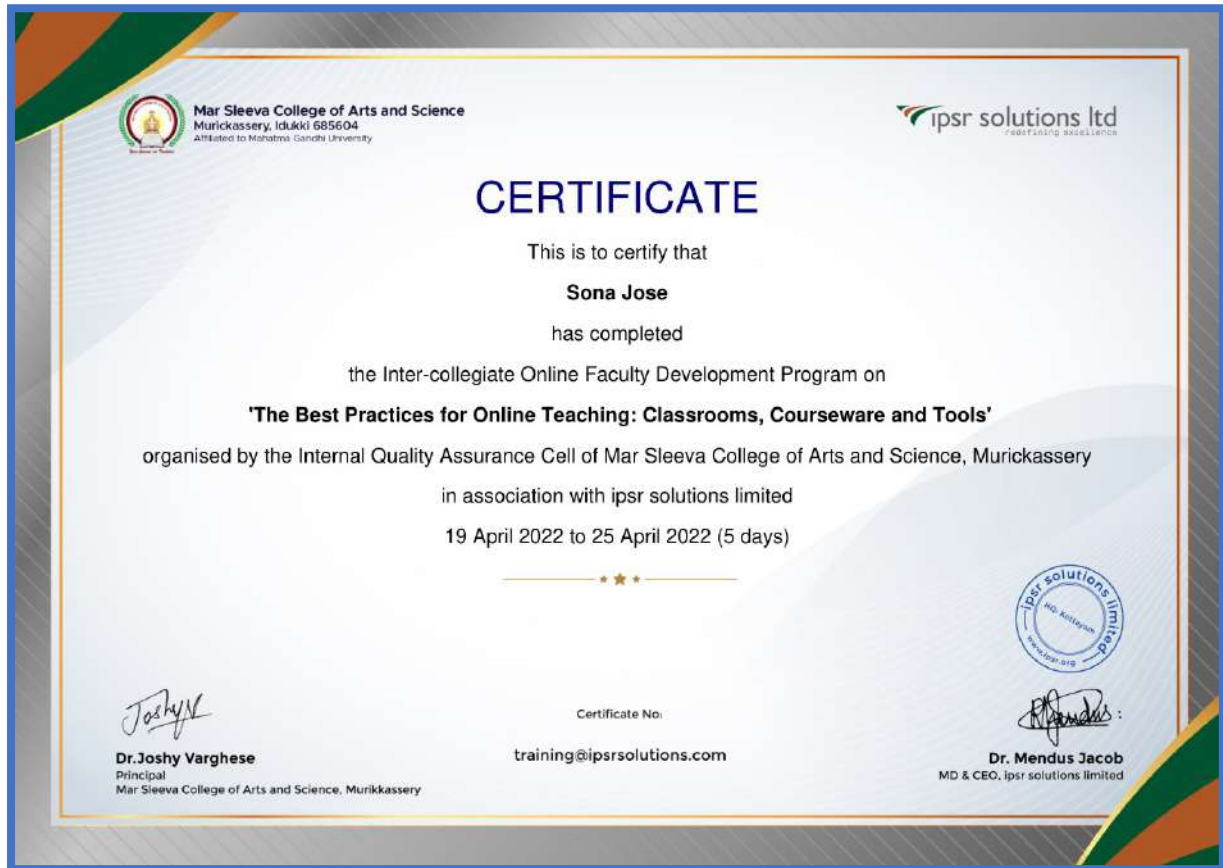 Mar Sleeva College of Arts and Science
Murickassery, Idukki 685604
Affiliated to Mahatma Gandhi University
ipsr solutions ltd
redefining excellence
CERTIFICATE
This is to certify that
Sona Jose
has completed
the Inter-collegiate Online Faculty Development Program on
'The Best Practices for Online Teaching: Classrooms, Courseware and Tools'
organised by the Internal Quality Assurance Cell of Mar Sleeva College of Arts and Science, Murickassery
in association with ipsr solutions limited
19 April 2022 to 25 April 2022 (5 days)
ipsr solutions limited
HQ: Kottayam
www.ipsr.org
Joshy
Dr.Joshy Varghese
Principal
Mar Sleeva College of Arts and Science, Murikkassery
Certificate No:
training@ipsrsolutions.com
Dr. Mendus Jacob
MD & CEO, ipsr solutions limited